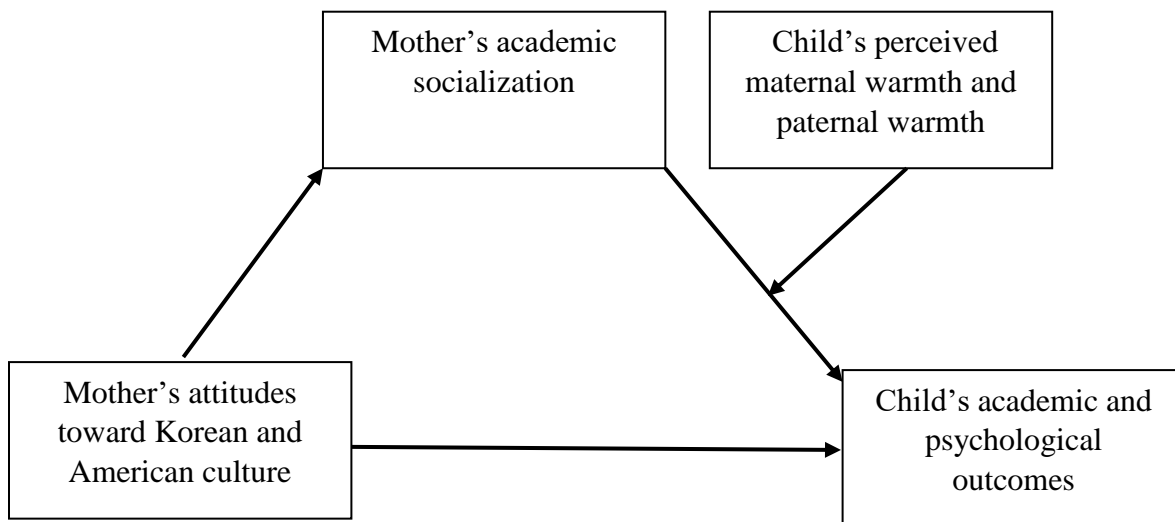 Mother’s academic
socialization
Child’s perceived
maternal warmth and
paternal warmth
Mother’s attitudes
toward Korean and
American culture
Child’s academic and
psychological
outcomes